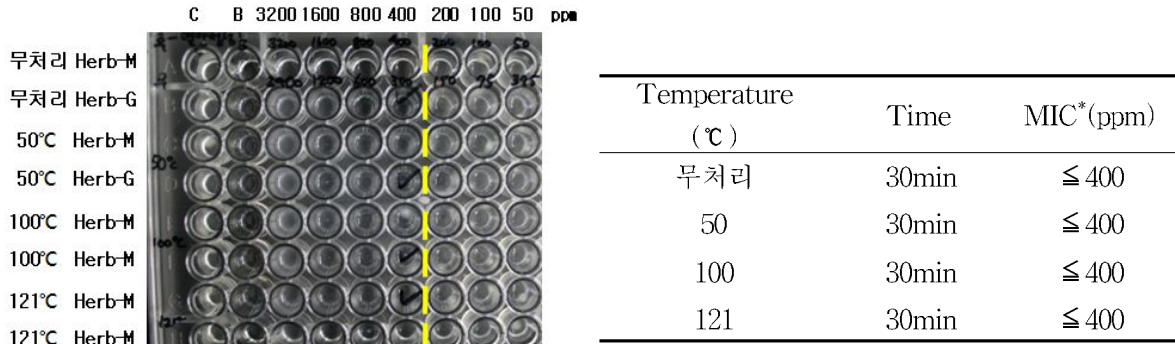 C B 3200 1600 800 400 200 100 50 ppm
무처리 Herb-M
무처리 Herb-G
50℃ Herb-M
50℃ Herb-G
100℃ Herb-M
100℃ Herb-M
121℃ Herb-M
121℃ Herb-M
50℃
100℃
Temperature (℃) Time MIC*(ppm)
무처리 30min ≦400
50 30min ≦400
100 30min ≦400
121 30min ≦400